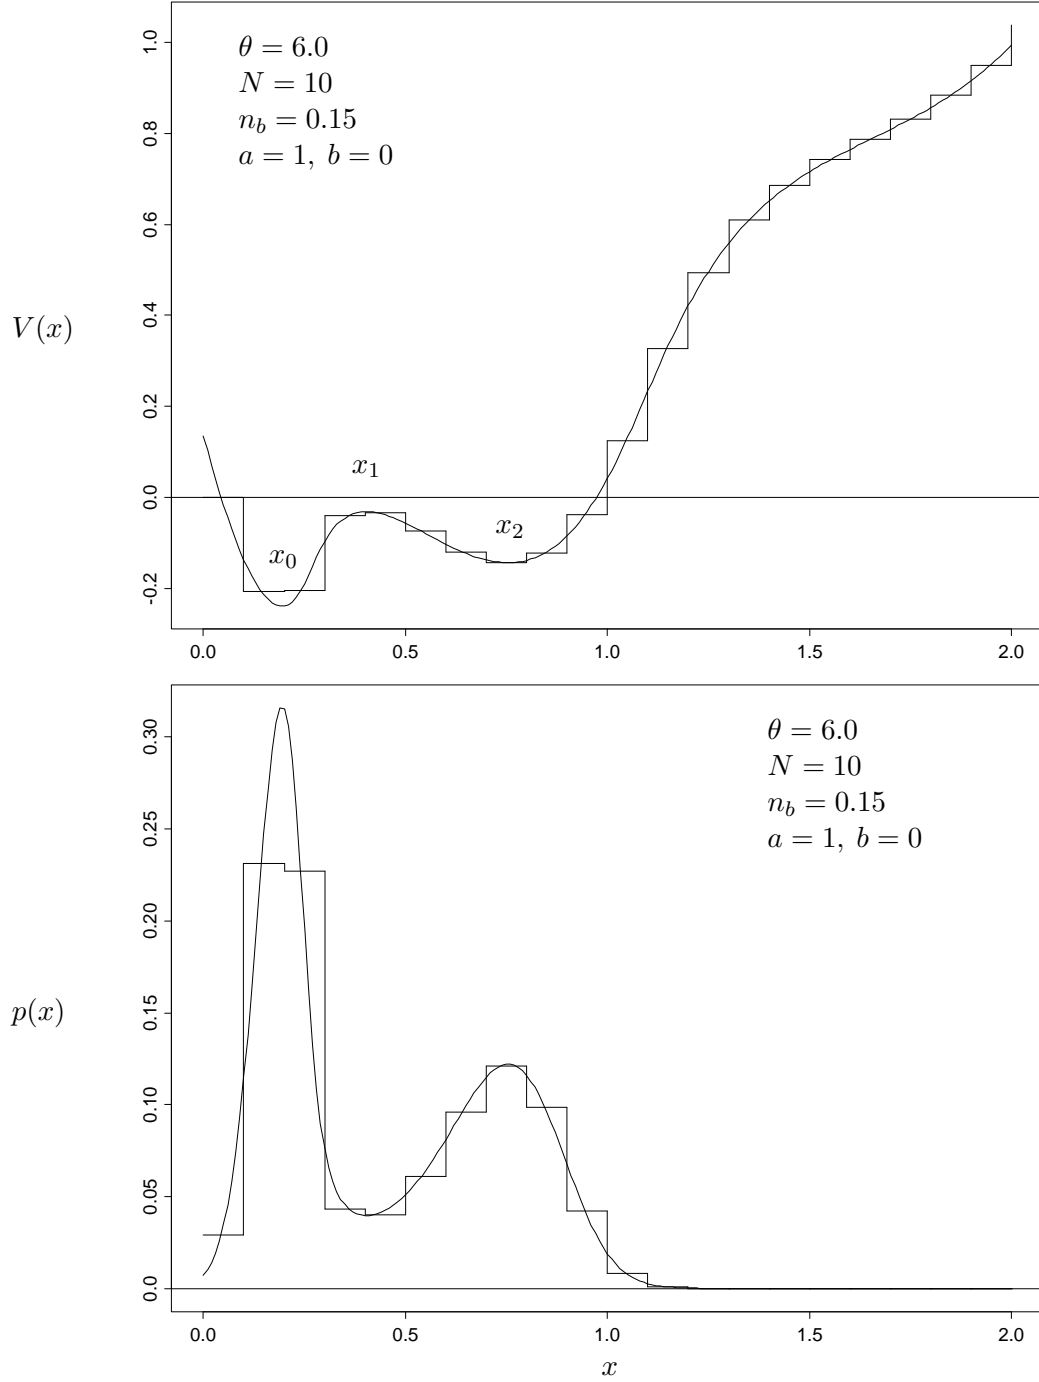 θ = 6.0
N = 10
n_b = 0.15
a = 1, b = 0
1.0
0.8
0.6
0.4
0.2
0.0
-0.2
V(x)
x_1
x_2
x_0
0.0 0.5 1.0 1.5 2.0
θ = 6.0
N = 10
n_b = 0.15
a = 1, b = 0
0.30
0.25
0.20
0.15
0.10
0.05
0.0
p(x)
0.0 0.5 1.0 1.5 2.0
x